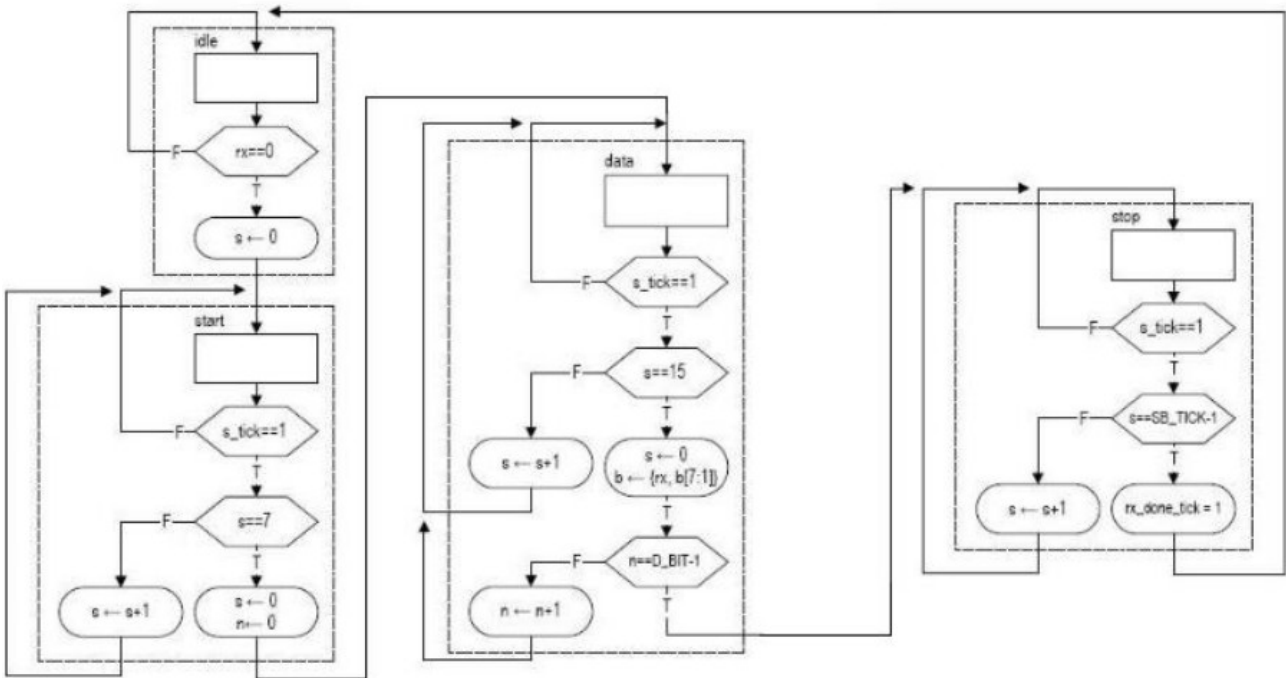 idle
rx==0
F
T
s ← 0
start
s_tick==1
F
T
s==7
F
T
s ← s+1
s ← 0
n ← 0
data
s_tick==1
F
T
s==15
F
T
s ← s+1
s ← 0
b ← {rx, b[7:1]}
T
n==D_BIT-1
F
T
n ← n+1
stop
s_tick==1
F
T
s==SB_TICK-1
F
T
s ← s+1
rx_done_tick = 1